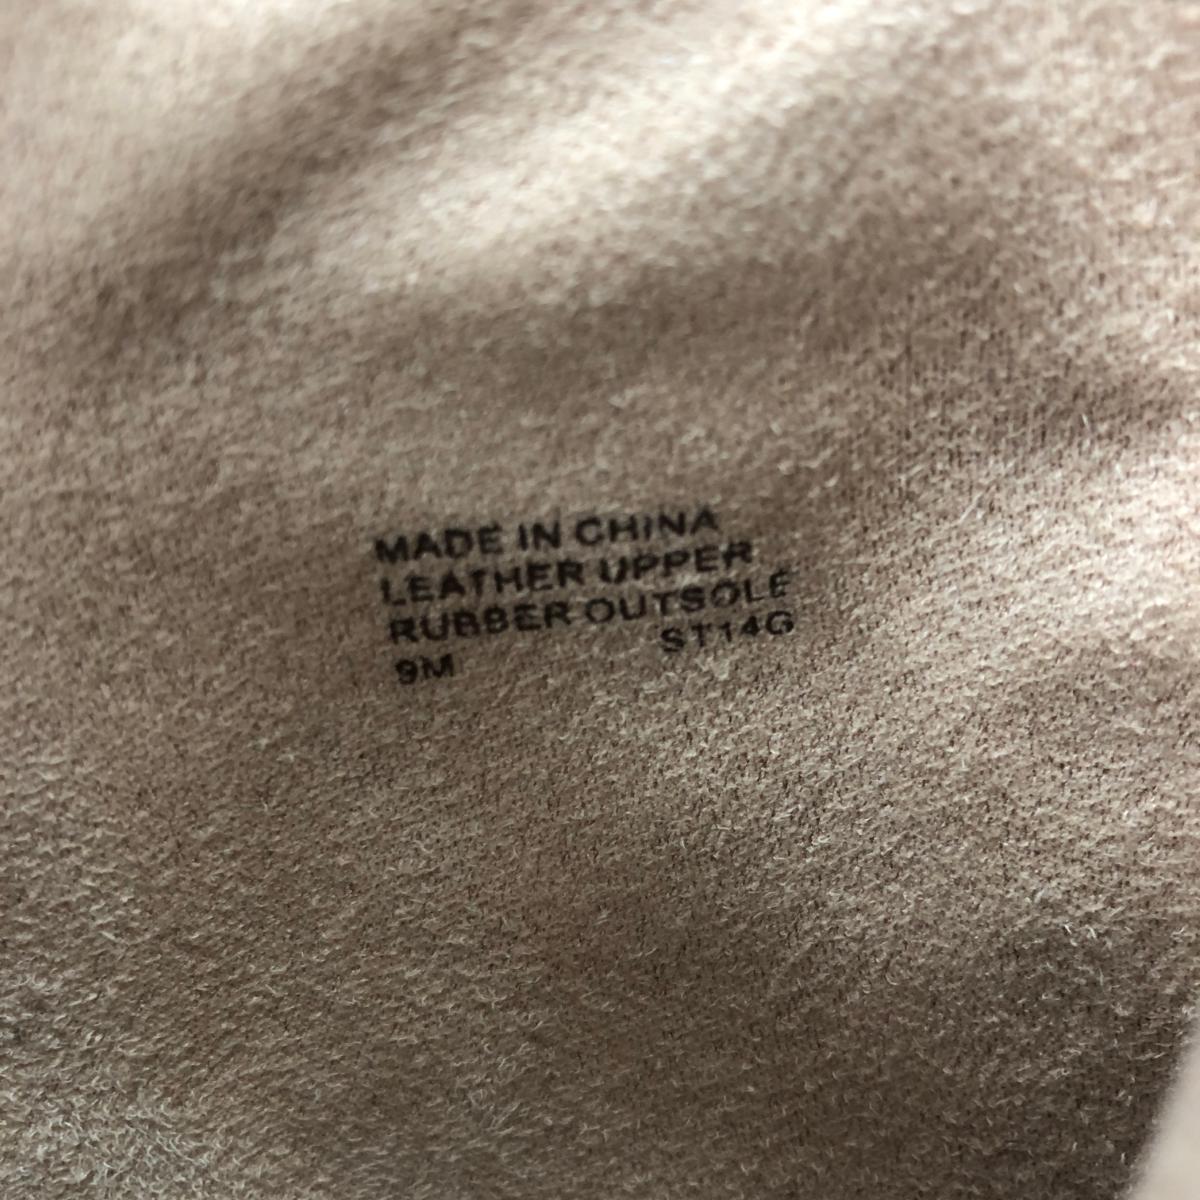 MADE IN CHINA
LEATHER UPPER
RUBBER OUTSOLE
9M ST14G